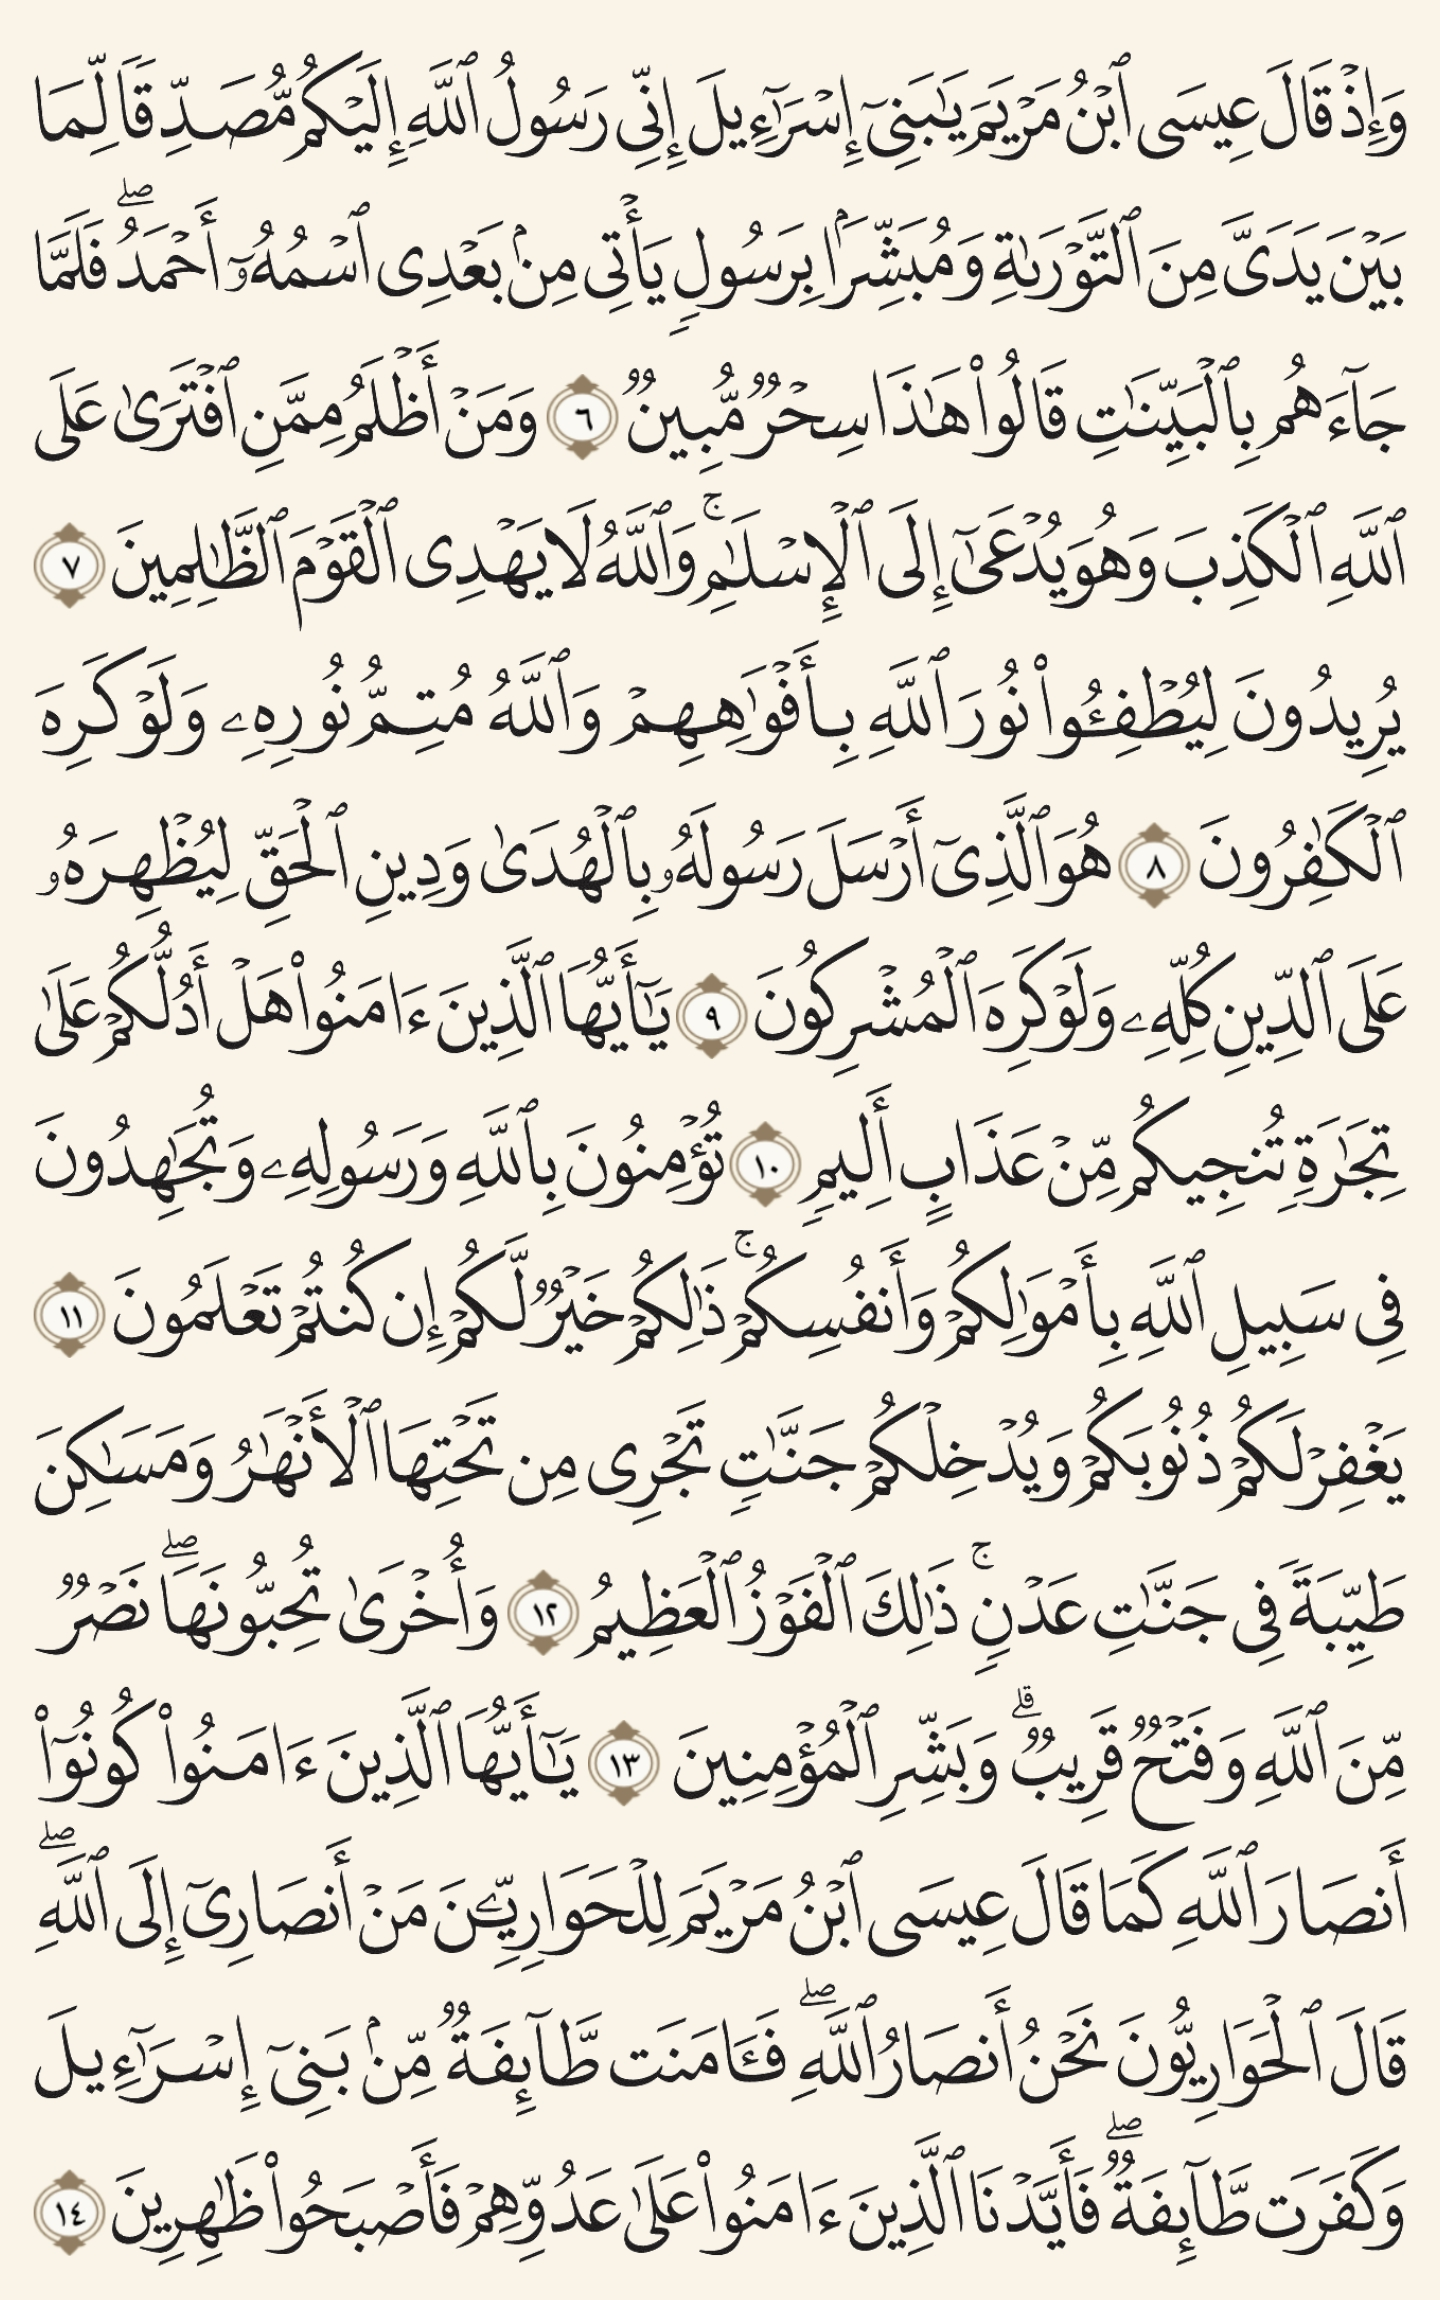 وَإِذْ قَالَ عِيسَى ٱبْنُ مَرْيَمَ يَٰبَنِىٓ إِسْرَٰٓءِيلَ إِنِّى رَسُولُ ٱللَّهِ إِلَيْكُم مُّصَدِّقًا لِّمَا
بَيْنَ يَدَىَّ مِنَ ٱلتَّوْرَىٰةِ وَمُبَشِّرًۢا بِرَسُولٍ يَأْتِى مِنۢ بَعْدِى ٱسْمُهُۥٓ أَحْمَدُ ۖ فَلَمَّا
جَآءَهُم بِٱلْبَيِّنَٰتِ قَالُوا۟ هَٰذَا سِحْرٌ مُّبِينٌ ٦ وَمَنْ أَظْلَمُ مِمَّنِ ٱفْتَرَىٰ عَلَى
ٱللَّهِ ٱلْكَذِبَ وَهُوَ يُدْعَىٰٓ إِلَى ٱلْإِسْلَٰمِ ۚ وَٱللَّهُ لَا يَهْدِى ٱلْقَوْمَ ٱلظَّٰلِمِينَ ٧
يُرِيدُونَ لِيُطْفِـُٔوا۟ نُورَ ٱللَّهِ بِأَفْوَٰهِهِمْ وَٱللَّهُ مُتِمُّ نُورِهِۦ وَلَوْ كَرِهَ
ٱلْكَٰفِرُونَ ٨ هُوَ ٱلَّذِىٓ أَرْسَلَ رَسُولَهُۥ بِٱلْهُدَىٰ وَدِينِ ٱلْحَقِّ لِيُظْهِرَهُۥ
عَلَى ٱلدِّينِ كُلِّهِۦ وَلَوْ كَرِهَ ٱلْمُشْرِكُونَ ٩ يَٰٓأَيُّهَا ٱلَّذِينَ ءَامَنُوا۟ هَلْ أَدُلُّكُمْ عَلَىٰ
تِجَٰرَةٍ تُنجِيكُم مِّنْ عَذَابٍ أَلِيمٍ ١٠ تُؤْمِنُونَ بِٱللَّهِ وَرَسُولِهِۦ وَتُجَٰهِدُونَ
فِى سَبِيلِ ٱللَّهِ بِأَمْوَٰلِكُمْ وَأَنفُسِكُمْ ۚ ذَٰلِكُمْ خَيْرٌ لَّكُمْ إِن كُنتُمْ تَعْلَمُونَ ١١
يَغْفِرْ لَكُمْ ذُنُوبَكُمْ وَيُدْخِلْكُمْ جَنَّٰتٍ تَجْرِى مِن تَحْتِهَا ٱلْأَنْهَٰرُ وَمَسَٰكِنَ
طَيِّبَةً فِى جَنَّٰتِ عَدْنٍ ۚ ذَٰلِكَ ٱلْفَوْزُ ٱلْعَظِيمُ ١٢ وَأُخْرَىٰ تُحِبُّونَهَا ۖ نَصْرٌ
مِّنَ ٱللَّهِ وَفَتْحٌ قَرِيبٌ ۗ وَبَشِّرِ ٱلْمُؤْمِنِينَ ١٣ يَٰٓأَيُّهَا ٱلَّذِينَ ءَامَنُوا۟ كُونُوٓا۟
أَنصَارَ ٱللَّهِ كَمَا قَالَ عِيسَى ٱبْنُ مَرْيَمَ لِلْحَوَارِيِّـۧنَ مَنْ أَنصَارِىٓ إِلَى ٱللَّهِ ۖ
قَالَ ٱلْحَوَارِيُّونَ نَحْنُ أَنصَارُ ٱللَّهِ ۖ فَـَٔامَنَت طَّآئِفَةٌ مِّنۢ بَنِىٓ إِسْرَٰٓءِيلَ
وَكَفَرَت طَّآئِفَةٌ ۖ فَأَيَّدْنَا ٱلَّذِينَ ءَامَنُوا۟ عَلَىٰ عَدُوِّهِمْ فَأَصْبَحُوا۟ ظَٰهِرِينَ ١٤